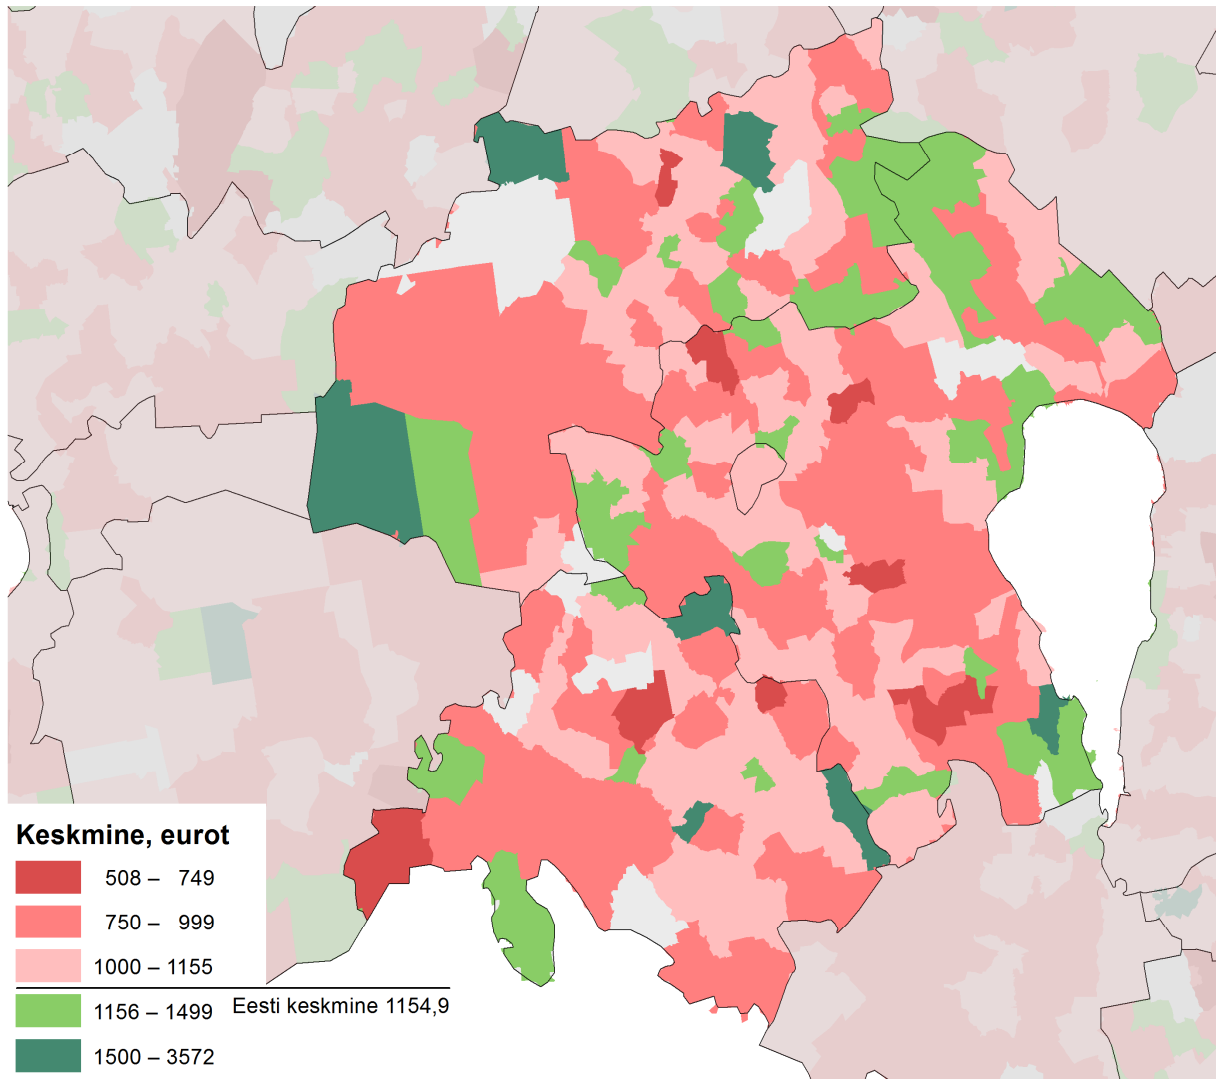 Keskmine, eurot
508 – 749
750 – 999
1000 – 1155
1156 – 1499 Eesti keskmine 1154,9
1500 – 3572